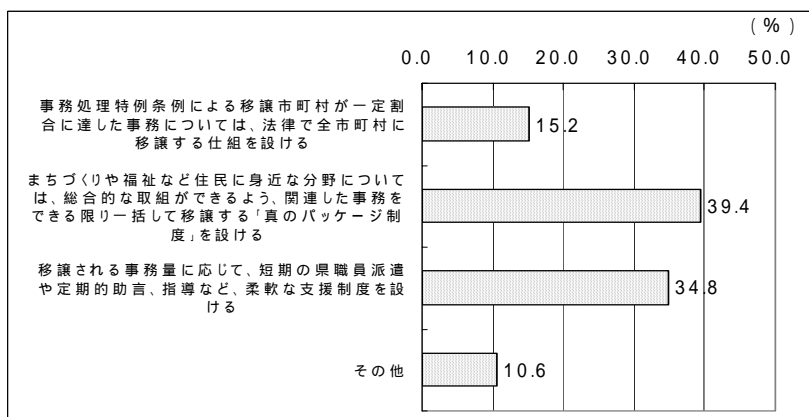 (％)
0.0 10.0 20.0 30.0 40.0 50.0
事務処理特例条例による移譲市町村が一定割
合に達した事務については、法律で全市町村に
移譲する仕組を設ける
15.2
まちづくりや福祉など住民に身近な分野について
は、総合的な取組ができるよう、関連した事務を
できる限り一括して移譲する「真のパッケージ制
度」を設ける
39.4
移譲される事務量に応じて、短期の県職員派遣
や定期的助言、指導など、柔軟な支援制度を設
ける
34.8
その他
10.6